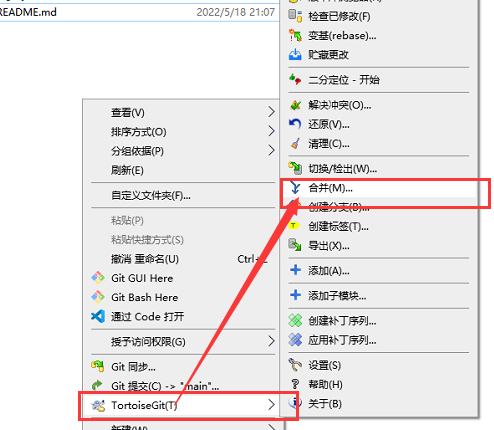 README.md
2022/5/18 21:07
检查已修改(F)
变基(rebase)...
贮藏更改
二分定位 - 开始
解决冲突(O)...
还原(V)...
清理(C)...
切换/检出(W)...
合并(M)...
创建分支(B)...
创建标签(T)...
导出(X)...
添加(A)...
添加子模块...
创建补丁序列...
应用补丁序列...
设置(S)
帮助(H)
关于(B)
查看(V)
排序方式(O)
分组依据(P)
刷新(E)
自定义文件夹(F)...
粘贴(P)
粘贴快捷方式(S)
撤消 重命名(U)
Git GUI Here
Git Bash Here
通过 Code 打开
授予访问权限(G)
Git 同步...
Git 提交(C) -> "main"...
TortoiseGit(T)
新建(W)